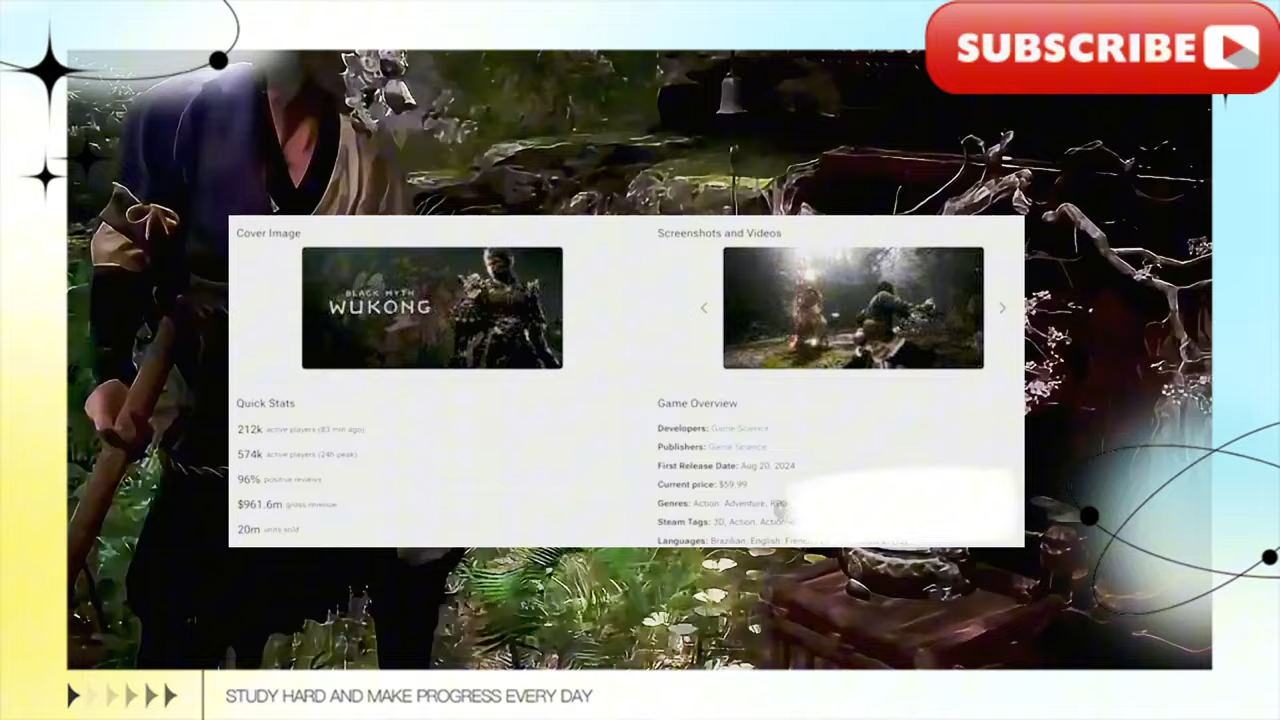 SUBSCRIBE
Cover Image
Screenshots and Videos
BLACK MYTH
WUKONG
Quick Stats
212k active players (83 min ago)
574k active players (24h peak)
96% positive reviews
$961.6m gross revenue
20m units sold
Game Overview
Developers: Game Science
Publishers: Game Science
First Release Date: Aug 20, 2024
Current price: $59.99
Genres: Action, Adventure, RPG
Steam Tags: 3D, Action, Action
Languages: Brazilian, English, French
STUDY HARD AND MAKE PROGRESS EVERY DAY